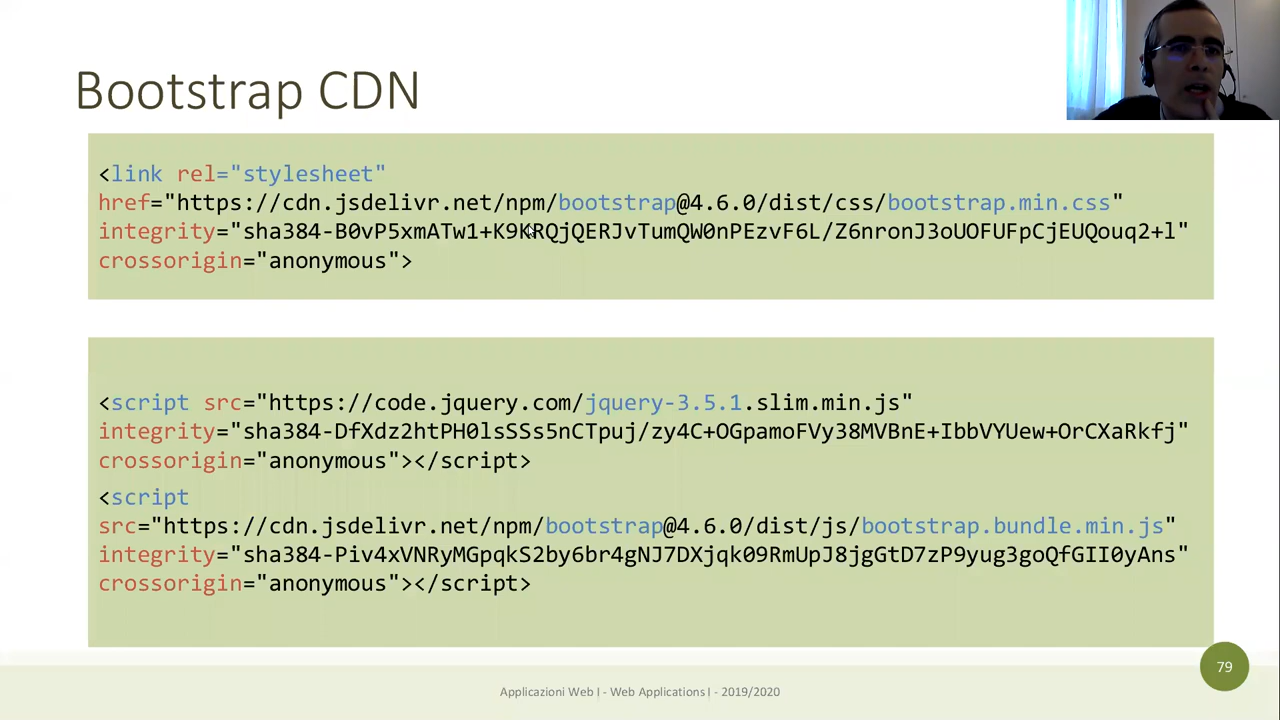 Bootstrap CDN
<link rel="stylesheet"
href="https://cdn.jsdelivr.net/npm/bootstrap@4.6.0/dist/css/bootstrap.min.css"
integrity="sha384-B0vP5xmATw1+K9KRQjQERJvTumQW0nPEzvF6L/Z6nronJ3oUOFUFpCjEUQouq2+l"
crossorigin="anonymous">
<script src="https://code.jquery.com/jquery-3.5.1.slim.min.js"
integrity="sha384-DfXdz2htPH0lsSSs5nCTpuj/zy4C+OGpamoFVy38MVBnE+IbbVYUew+OrCXaRkfj"
crossorigin="anonymous"></script>
<script
src="https://cdn.jsdelivr.net/npm/bootstrap@4.6.0/dist/js/bootstrap.bundle.min.js"
integrity="sha384-Piv4xVNRyMGpqkS2by6br4gNJ7DXjqk09RmUpJ8jgGtD7zP9yug3goQfGII0yAns"
crossorigin="anonymous"></script>
79
Applicazioni Web I - Web Applications I - 2019/2020